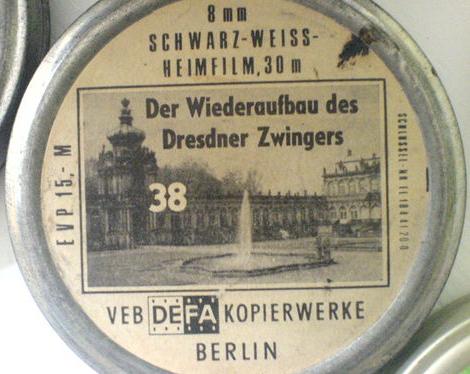 8 mm
SCHWARZ-WEISS-
HEIMFILM, 30 m
Der Wiederaufbau des
Dresdner Zwingers
38
EVP 15,- M
VEB DEFA KOPIERWERKE
BERLIN